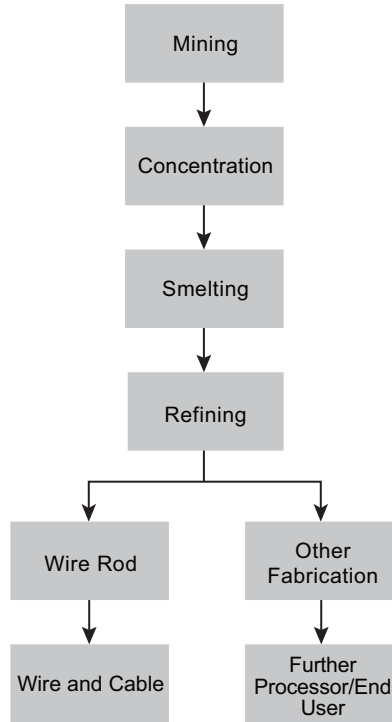 Mining
Concentration
Smelting
Refining
Wire Rod
Other
Fabrication
Wire and Cable
Further
Processor/End
User